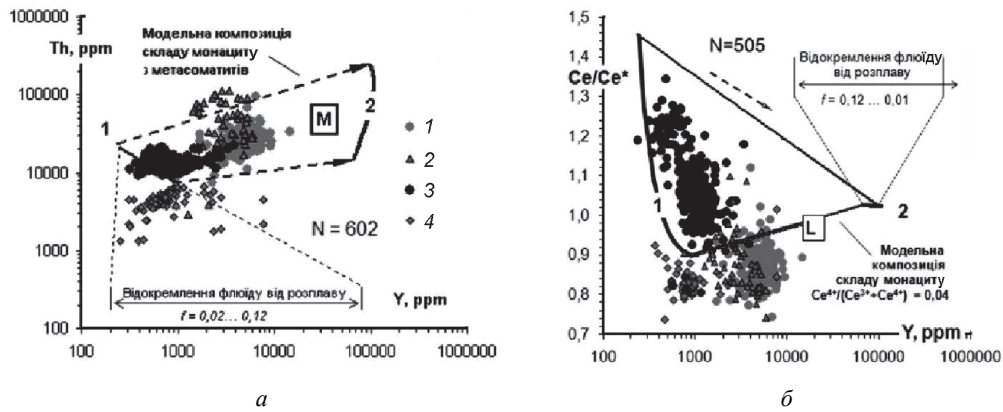 1000000
Th, ppm
100000
10000
1000
100
Модельна композиція
складу монациту
з метасоматитів
1
2
M
N = 602
Відокремлення флюїду від розплаву
f = 0,02... 0,12
Y, ppm
100 1000 10000 100000 1000000
1
2
3
4
а
1,5
1,4
Ce/Ce*
1,3
1,2
1,1
1,0
0,9
0,8
0,7
N=505
Відокремлення флюїду
від розплаву
f = 0,12 ... 0,01
1
2
L
Модельна
композиція
складу монациту
Ce⁴⁺/(Ce³⁺+Ce⁴⁺) = 0,04
Y, ppm
100 1000 10000 100000 1000000
б